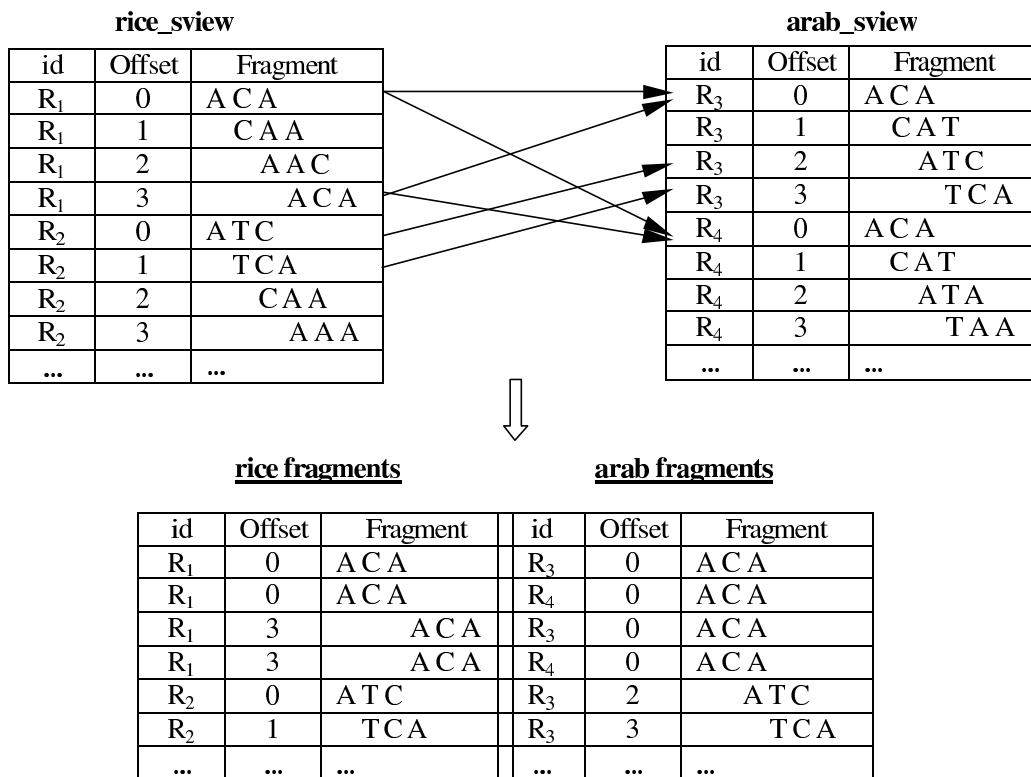 rice_sview
id Offset Fragment
R1 0 A C A
R1 1 C A A
R1 2 A A C
R1 3 A C A
R2 0 A T C
R2 1 T C A
R2 2 C A A
R2 3 A A A
... ... ...
arab_sview
id Offset Fragment
R3 0 A C A
R3 1 C A T
R3 2 A T C
R3 3 T C A
R4 0 A C A
R4 1 C A T
R4 2 A T A
R4 3 T A A
... ... ...
rice fragments arab fragments
id Offset Fragment id Offset Fragment
R1 0 A C A R3 0 A C A
R1 0 A C A R4 0 A C A
R1 3 A C A R3 0 A C A
R1 3 A C A R4 0 A C A
R2 0 A T C R3 2 A T C
R2 1 T C A R3 3 T C A
... ... ... ... ... ...